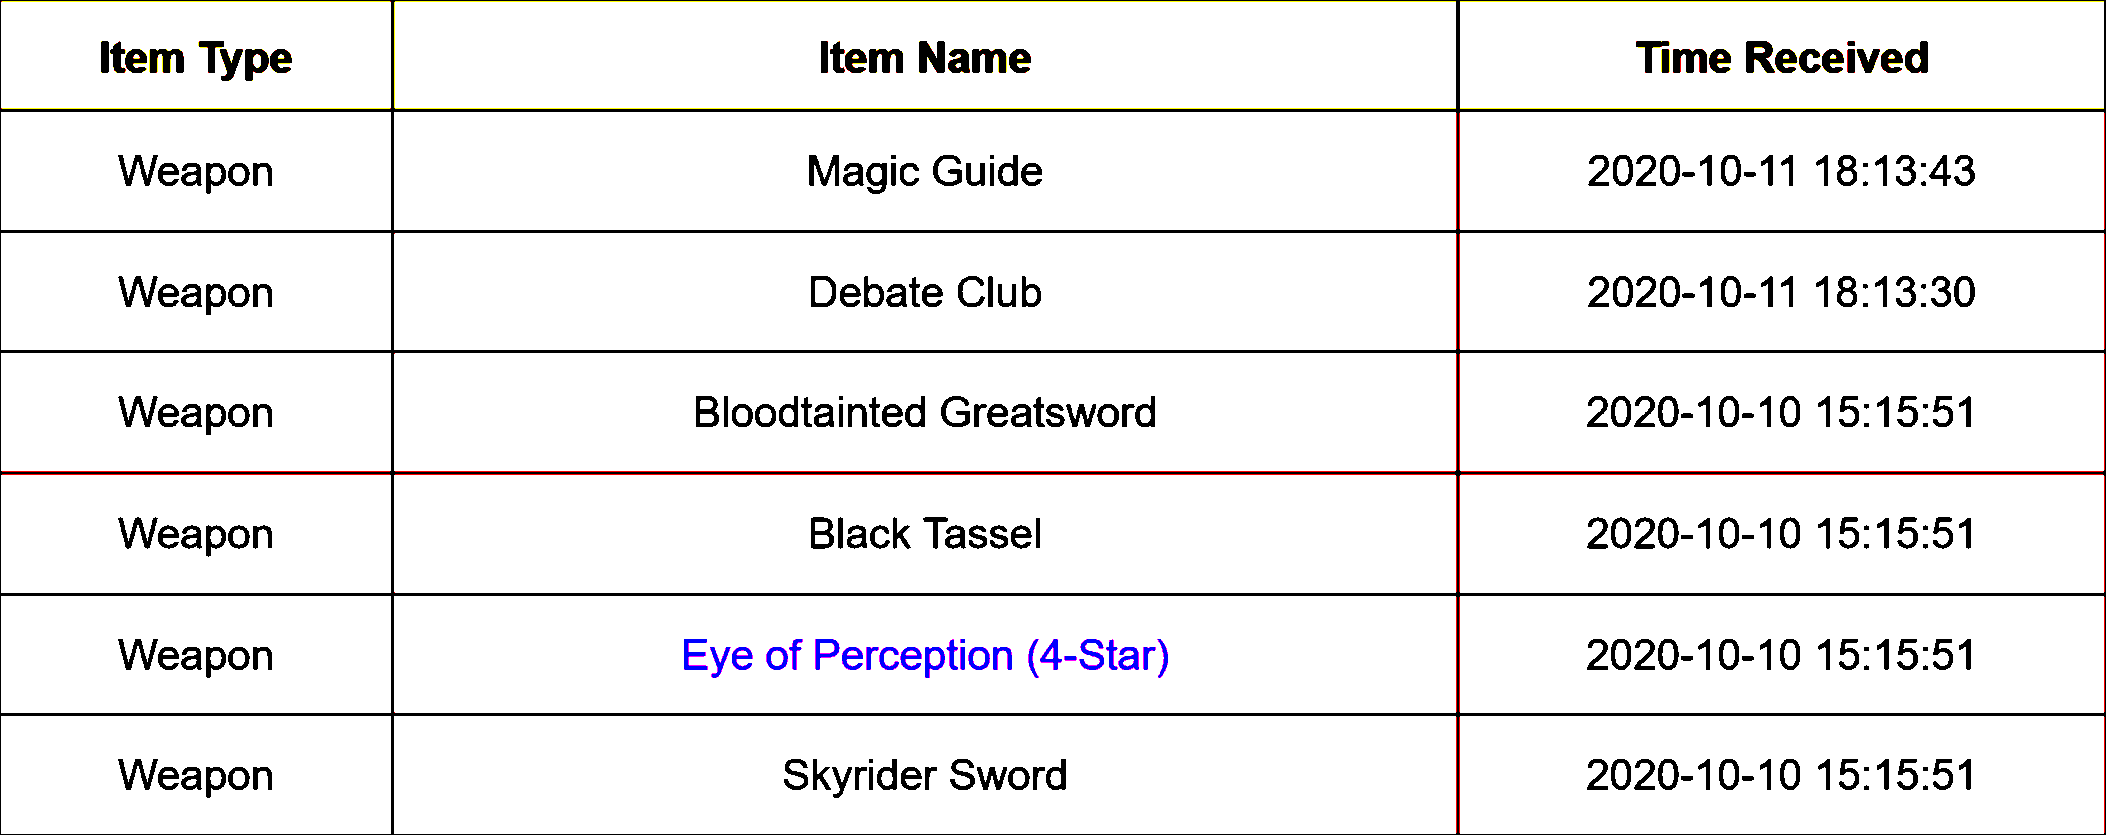 Item Type Item Name Time Received
Weapon Magic Guide 2020-10-11 18:13:43
Weapon Debate Club 2020-10-11 18:13:30
Weapon Bloodtainted Greatsword 2020-10-10 15:15:51
Weapon Black Tassel 2020-10-10 15:15:51
Weapon Eye of Perception (4-Star) 2020-10-10 15:15:51
Weapon Skyrider Sword 2020-10-10 15:15:51